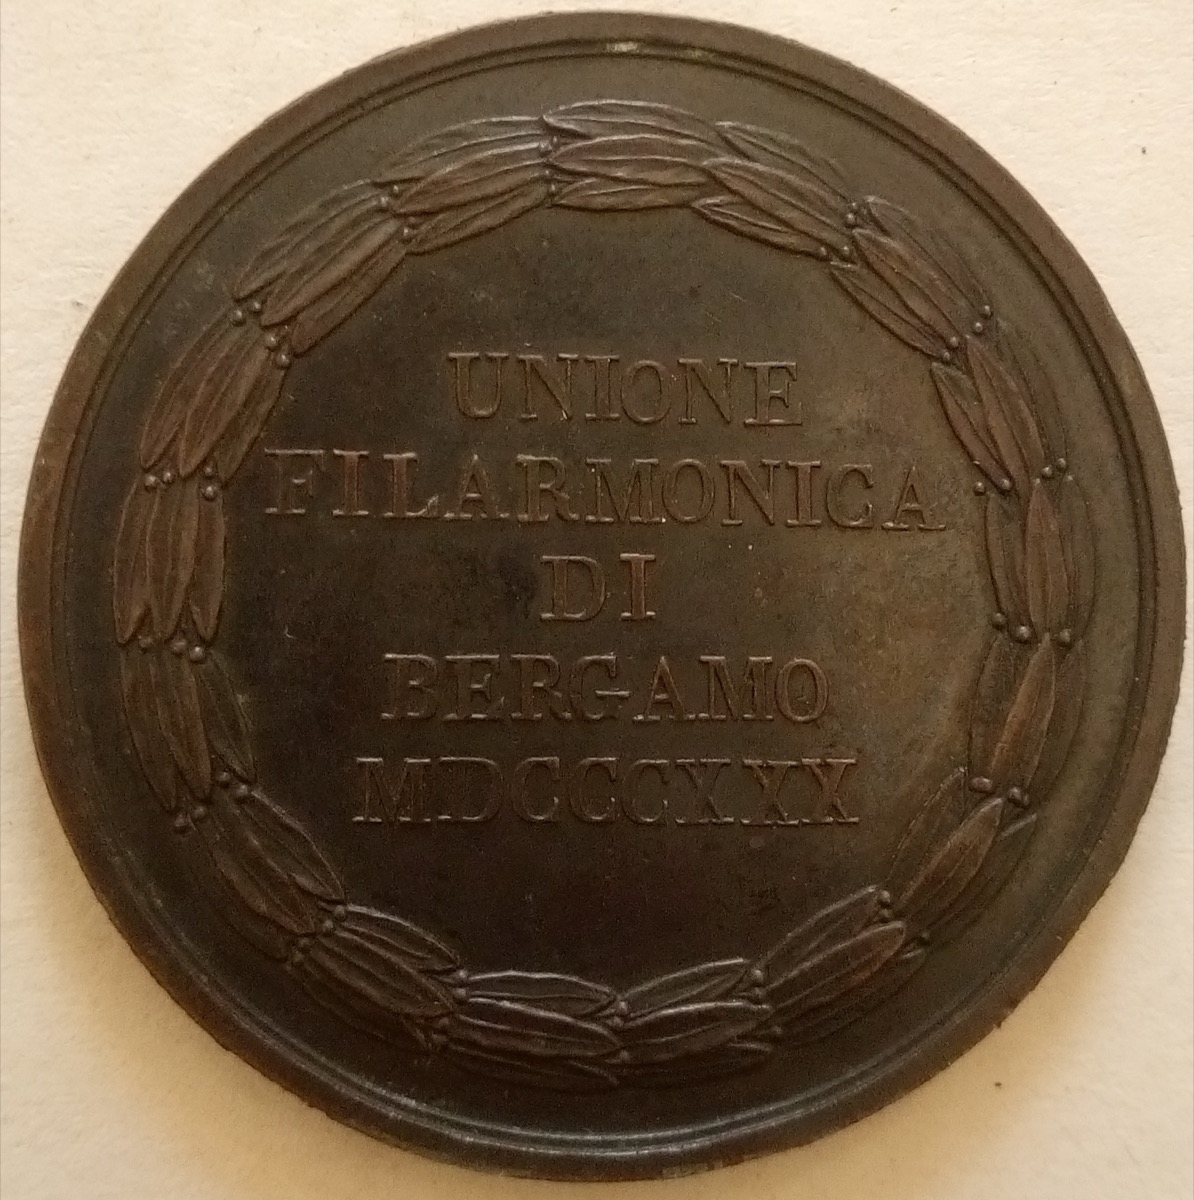 UNIONE
FILARMONICA
DI
BERGAMO
MDCCCXXX